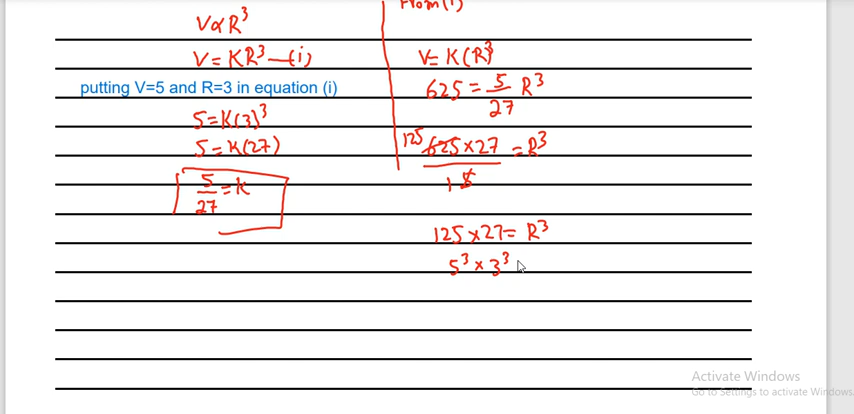 V∝R³
V = KR³ —(i)
putting V=5 and R=3 in equation (i)
5 = K(3)³
5 = K(27)
5/27 = K
From (i)
V = K(R³)
625 = 5/27 R³
125 625 × 27 / 1 5 = R³
125 × 27 = R³
5³ × 3³
Activate Windows
Go to Settings to activate Windows.